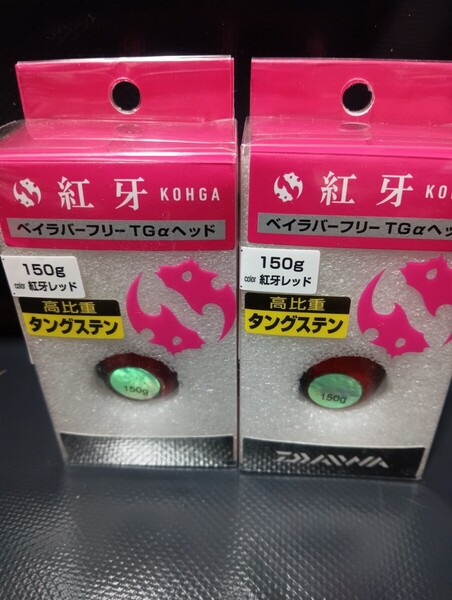 紅牙 KOHGA
ベイラバーフリー TGαヘッド
150g
color 紅牙レッド
高比重
タングステン
150g
紅牙 KO
ベイラバーフリー TGαヘッ
150g
color 紅牙レッド
高比重
タングステン
150g
DAIWA